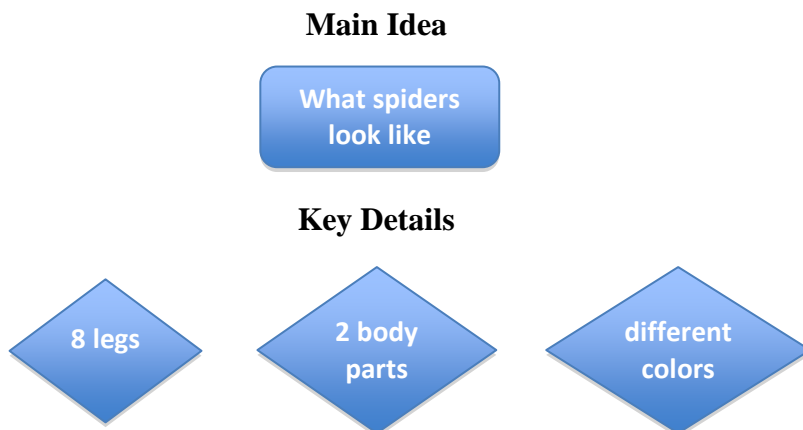 Main Idea
What spiders
look like
Key Details
8 legs
2 body
parts
different
colors